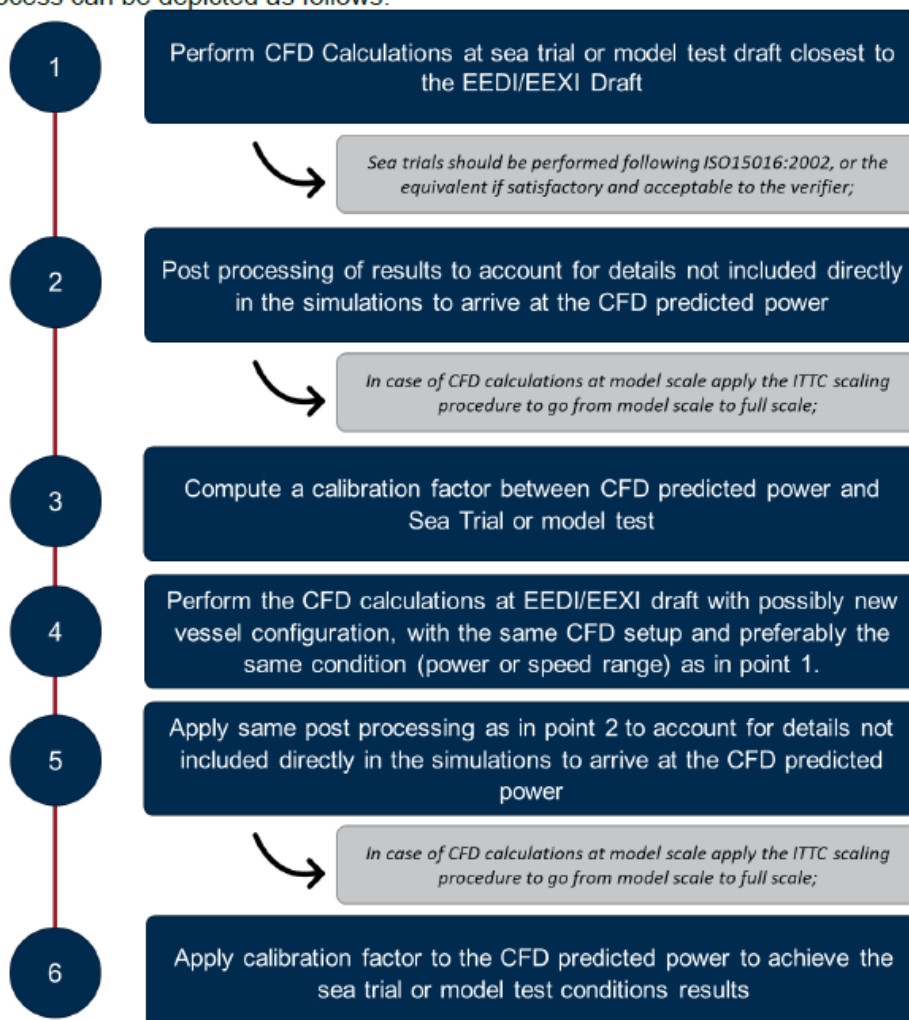 ocess can be depicted as follows:
1
Perform CFD Calculations at sea trial or model test draft closest to
the EEDI/EEXI Draft
Sea trials should be performed following ISO15016:2002, or the
equivalent if satisfactory and acceptable to the verifier;
2
Post processing of results to account for details not included directly
in the simulations to arrive at the CFD predicted power
In case of CFD calculations at model scale apply the ITTC scaling
procedure to go from model scale to full scale;
3
Compute a calibration factor between CFD predicted power and
Sea Trial or model test
4
Perform the CFD calculations at EEDI/EEXI draft with possibly new
vessel configuration, with the same CFD setup and preferably the
same condition (power or speed range) as in point 1.
5
Apply same post processing as in point 2 to account for details not
included directly in the simulations to arrive at the CFD predicted
power
In case of CFD calculations at model scale apply the ITTC scaling
procedure to go from model scale to full scale;
6
Apply calibration factor to the CFD predicted power to achieve the
sea trial or model test conditions results